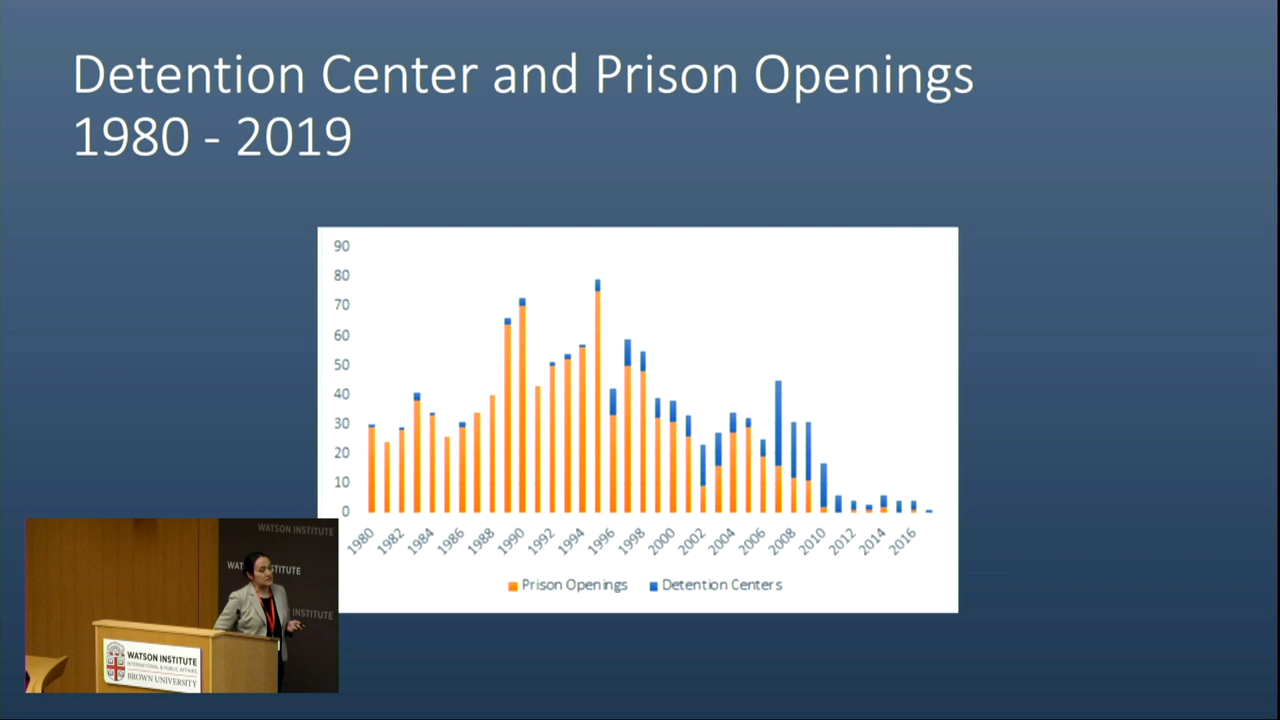 Detention Center and Prison Openings
1980 - 2019
90
80
70
60
50
40
30
20
10
0
1980
1982
1984
1986
1988
1990
1992
1994
1996
1998
2000
2002
2004
2006
2008
2010
2012
2014
2016
Prison Openings
Detention Centers
WATSON INSTITUTE
WAT
STITUTE
INSTITUTE
WATSON INSTITUTE
INTERNATIONAL & PUBLIC AFFAIRS
BROWN UNIVERSITY